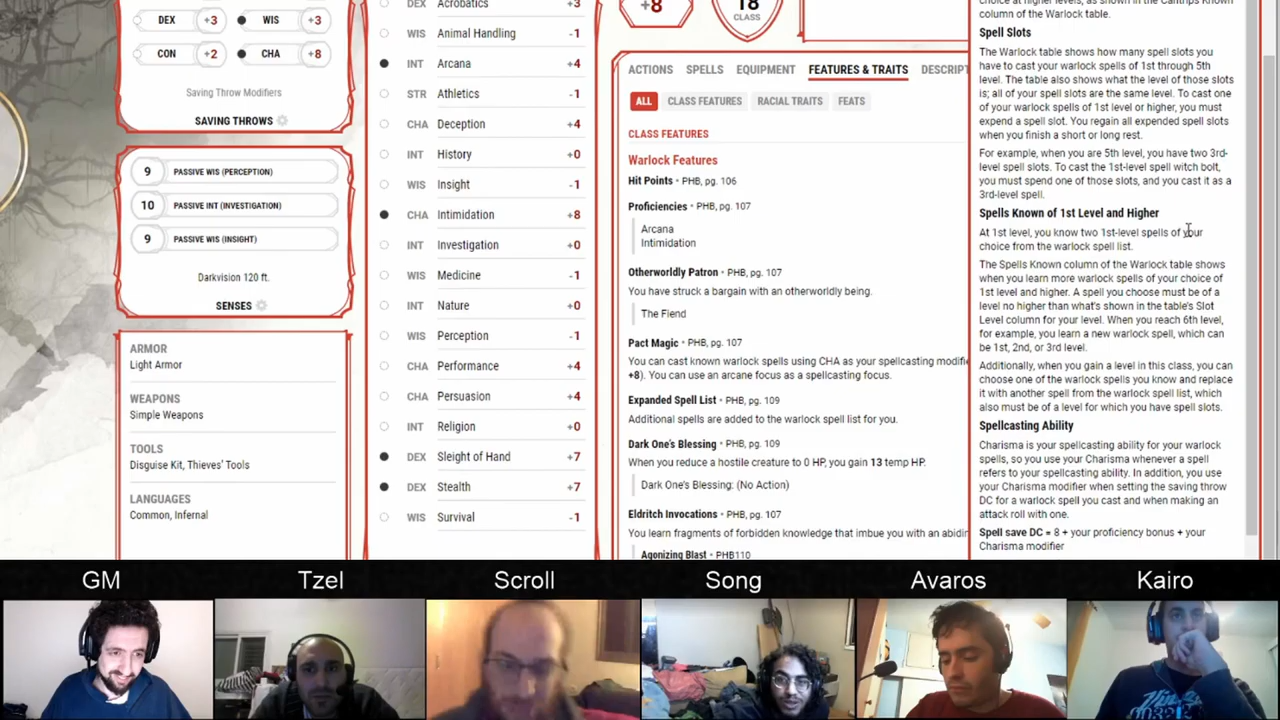 DEX +3 WIS +3
CON +2 CHA +8
Saving Throw Modifiers
SAVING THROWS
9 PASSIVE WIS (PERCEPTION)
10 PASSIVE INT (INVESTIGATION)
9 PASSIVE WIS (INSIGHT)
Darkvision 120 ft.
SENSES
ARMOR
Light Armor
WEAPONS
Simple Weapons
TOOLS
Disguise Kit, Thieves' Tools
LANGUAGES
Common, Infernal
DEX Acrobatics +3
WIS Animal Handling -1
INT Arcana +4
STR Athletics -1
CHA Deception +4
INT History +0
WIS Insight -1
CHA Intimidation +8
INT Investigation +0
WIS Medicine -1
INT Nature +0
WIS Perception -1
CHA Performance +4
CHA Persuasion +4
INT Religion +0
DEX Sleight of Hand +7
DEX Stealth +7
WIS Survival -1
+8
18
CLASS
ACTIONS SPELLS EQUIPMENT FEATURES & TRAITS DESCRIPT
ALL CLASS FEATURES RACIAL TRAITS FEATS
CLASS FEATURES
Warlock Features
Hit Points • PHB, pg. 106
Proficiencies • PHB, pg. 107
Arcana
Intimidation
Otherworldly Patron • PHB, pg. 107
You have struck a bargain with an otherworldly being.
The Fiend
Pact Magic • PHB, pg. 107
You can cast known warlock spells using CHA as your spellcasting modifie
+8). You can use an arcane focus as a spellcasting focus.
Expanded Spell List • PHB, pg. 109
Additional spells are added to the warlock spell list for you.
Dark One's Blessing • PHB, pg. 109
When you reduce a hostile creature to 0 HP, you gain 13 temp HP.
Dark One's Blessing: (No Action)
Eldritch Invocations • PHB, pg. 107
You learn fragments of forbidden knowledge that imbue you with an abidin
Agonizing Blast • PHB110
choice at higher levels, as shown in the Cantrips Known
column of the Warlock table.
Spell Slots
The Warlock table shows how many spell slots you
have to cast your warlock spells of 1st through 5th
level. The table also shows what the level of those slots
is; all of your spell slots are the same level. To cast one
of your warlock spells of 1st level or higher, you must
expend a spell slot. You regain all expended spell slots
when you finish a short or long rest.
For example, when you are 5th level, you have two 3rd-
level spell slots. To cast the 1st-level spell witch bolt,
you must spend one of those slots, and you cast it as a
3rd-level spell.
Spells Known of 1st Level and Higher
At 1st level, you know two 1st-level spells of your
choice from the warlock spell list.
The Spells Known column of the Warlock table shows
when you learn more warlock spells of your choice of
1st level and higher. A spell you choose must be of a
level no higher than what's shown in the table's Slot
Level column for your level. When you reach 6th level,
for example, you learn a new warlock spell, which can
be 1st, 2nd, or 3rd level.
Additionally, when you gain a level in this class, you can
choose one of the warlock spells you know and replace
it with another spell from the warlock spell list, which
also must be of a level for which you have spell slots.
Spellcasting Ability
Charisma is your spellcasting ability for your warlock
spells, so you use your Charisma whenever a spell
refers to your spellcasting ability. In addition, you use
your Charisma modifier when setting the saving throw
DC for a warlock spell you cast and when making an
attack roll with one.
Spell save DC = 8 + your proficiency bonus + your
Charisma modifier
GM Tzel Scroll Song Avaros Kairo